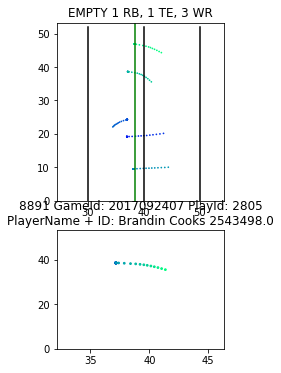 EMPTY 1 RB, 1 TE, 3 WR
50
40
30
20
10
0
30 40 50
8891 GameId: 2017092407 PlayId: 2805
PlayerName + ID: Brandin Cooks 2543498.0
40
20
0
35 40 45